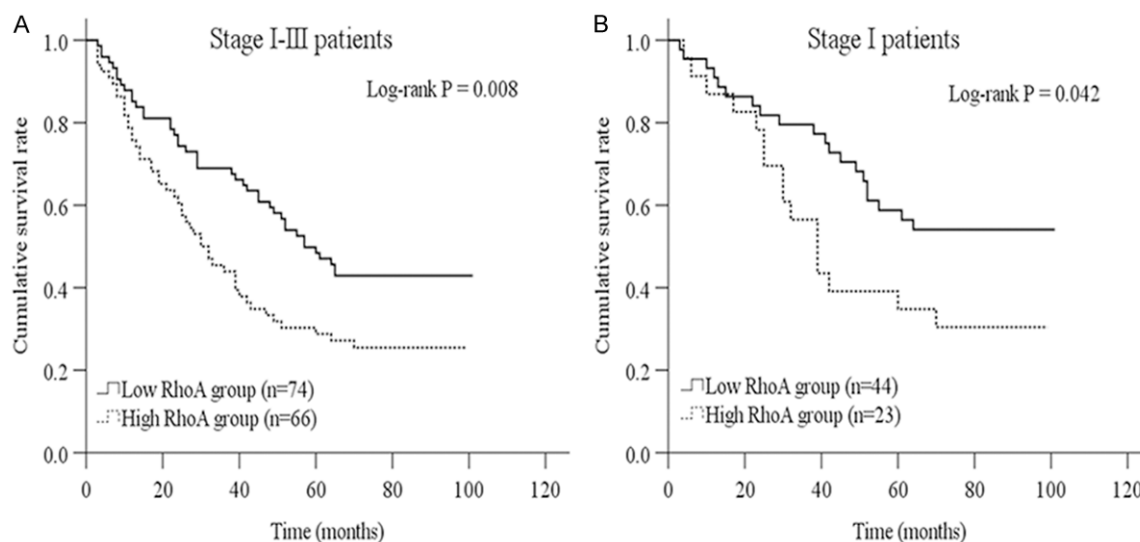 A
Stage I-III patients
Log-rank P = 0.008
Cumulative survival rate
1.0
0.8
0.6
0.4
0.2
0.0
Low RhoA group (n=74)
High RhoA group (n=66)
0 20 40 60 80 100 120
Time (months)
B
Stage I patients
Log-rank P = 0.042
Cumulative survival rate
1.0
0.8
0.6
0.4
0.2
0.0
Low RhoA group (n=44)
High RhoA group (n=23)
0 20 40 60 80 100 120
Time (months)